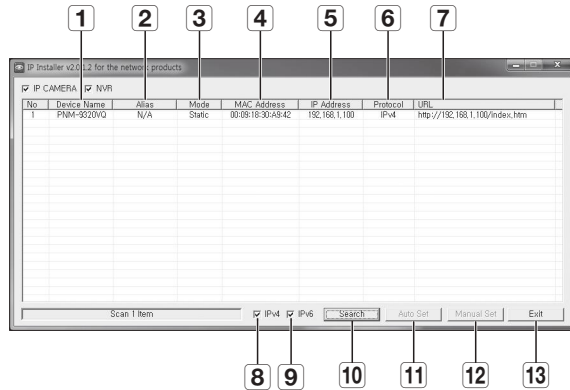 1 2 3 4 5 6 7
IP Installer v2.0.1.2 for the network products
IP CAMERA NVR
No Device Name Alias Mode MAC Address IP Address Protocol URL
1 PNM-9320VQ N/A Static 00:09:18:30:A9:42 192,168,1,100 IPv4 http://192,168,1,100/index,htm
Scan 1 Item IPv4 IPv6 Search Auto Set Manual Set Exit
8 9 10 11 12 13